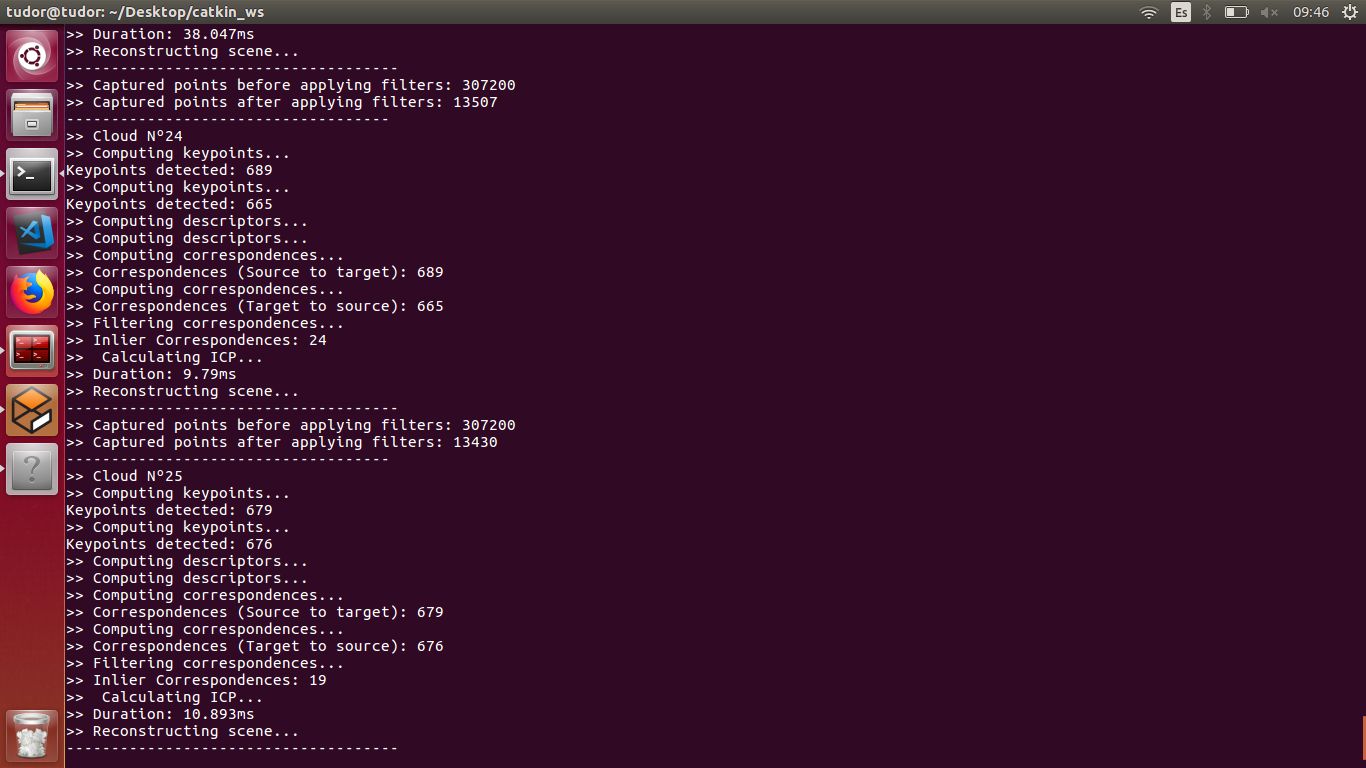 tudor@tudor: ~/Desktop/catkin_ws
Es
09:46
>> Duration: 38.047ms
>> Reconstructing scene...
-------------------------------------
>> Captured points before applying filters: 307200
>> Captured points after applying filters: 13507
------------------------------------
>> Cloud Nº24
>> Computing keypoints...
Keypoints detected: 689
>> Computing keypoints...
Keypoints detected: 665
>> Computing descriptors...
>> Computing descriptors...
>> Computing correspondences...
>> Correspondences (Source to target): 689
>> Computing correspondences...
>> Correspondences (Target to source): 665
>> Filtering correspondences...
>> Inlier Correspondences: 24
>>  Calculating ICP...
>> Duration: 9.79ms
>> Reconstructing scene...
-------------------------------------
>> Captured points before applying filters: 307200
>> Captured points after applying filters: 13430
------------------------------------
>> Cloud Nº25
>> Computing keypoints...
Keypoints detected: 679
>> Computing keypoints...
Keypoints detected: 676
>> Computing descriptors...
>> Computing descriptors...
>> Computing correspondences...
>> Correspondences (Source to target): 679
>> Computing correspondences...
>> Correspondences (Target to source): 676
>> Filtering correspondences...
>> Inlier Correspondences: 19
>>  Calculating ICP...
>> Duration: 10.893ms
>> Reconstructing scene...
-------------------------------------